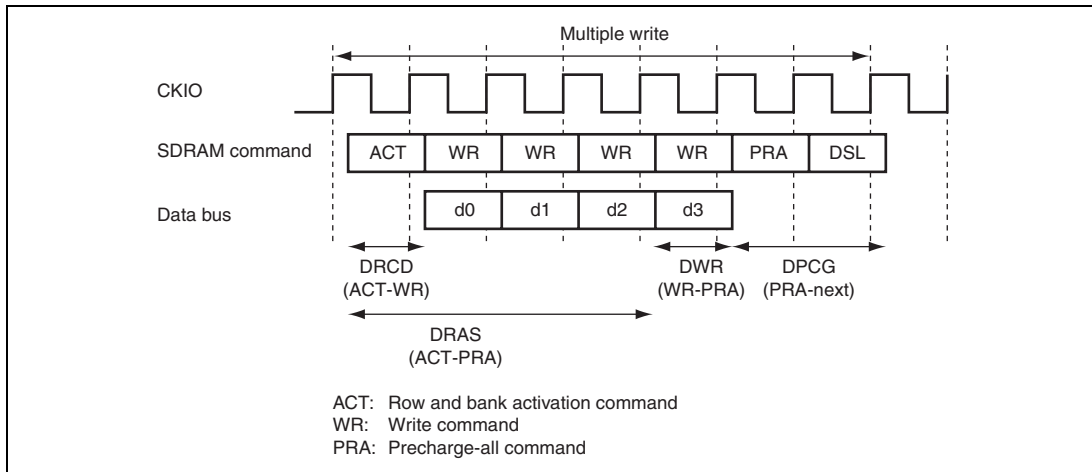 Multiple write
CKIO
SDRAM command
ACT WR WR WR WR PRA DSL
Data bus
d0 d1 d2 d3
DRCD DWR DPCG
(ACT-WR) (WR-PRA) (PRA-next)
DRAS
(ACT-PRA)
ACT: Row and bank activation command
WR: Write command
PRA: Precharge-all command